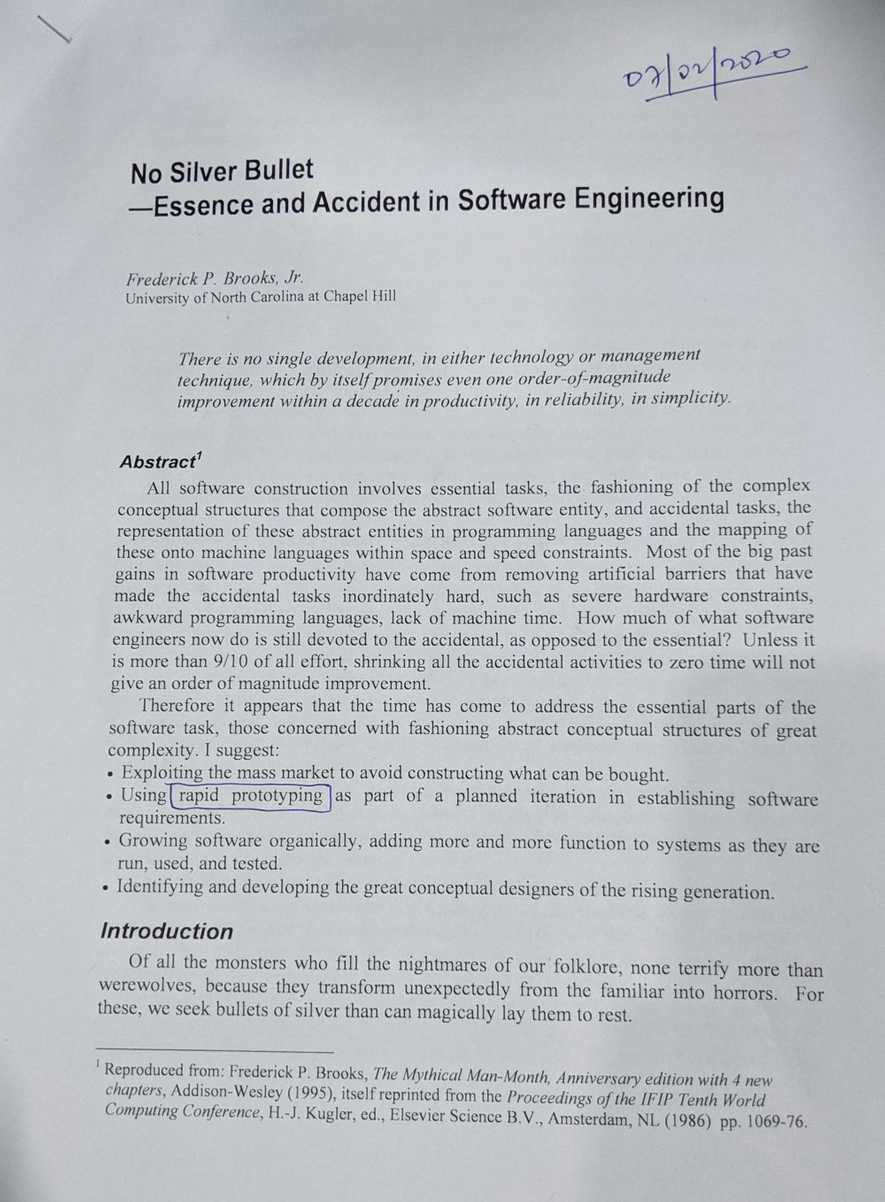 07/02/2020
No Silver Bullet
—Essence and Accident in Software Engineering
Frederick P. Brooks, Jr.
University of North Carolina at Chapel Hill
There is no single development, in either technology or management
technique, which by itself promises even one order-of-magnitude
improvement within a decade in productivity, in reliability, in simplicity.
Abstract1
All software construction involves essential tasks, the fashioning of the complex
conceptual structures that compose the abstract software entity, and accidental tasks, the
representation of these abstract entities in programming languages and the mapping of
these onto machine languages within space and speed constraints. Most of the big past
gains in software productivity have come from removing artificial barriers that have
made the accidental tasks inordinately hard, such as severe hardware constraints,
awkward programming languages, lack of machine time. How much of what software
engineers now do is still devoted to the accidental, as opposed to the essential? Unless it
is more than 9/10 of all effort, shrinking all the accidental activities to zero time will not
give an order of magnitude improvement.
Therefore it appears that the time has come to address the essential parts of the
software task, those concerned with fashioning abstract conceptual structures of great
complexity. I suggest:
• Exploiting the mass market to avoid constructing what can be bought.
• Using rapid prototyping as part of a planned iteration in establishing software
requirements.
• Growing software organically, adding more and more function to systems as they are
run, used, and tested.
• Identifying and developing the great conceptual designers of the rising generation.
Introduction
Of all the monsters who fill the nightmares of our folklore, none terrify more than
werewolves, because they transform unexpectedly from the familiar into horrors. For
these, we seek bullets of silver than can magically lay them to rest.
1 Reproduced from: Frederick P. Brooks, The Mythical Man-Month, Anniversary edition with 4 new
chapters, Addison-Wesley (1995), itself reprinted from the Proceedings of the IFIP Tenth World
Computing Conference, H.-J. Kugler, ed., Elsevier Science B.V., Amsterdam, NL (1986) pp. 1069-76.